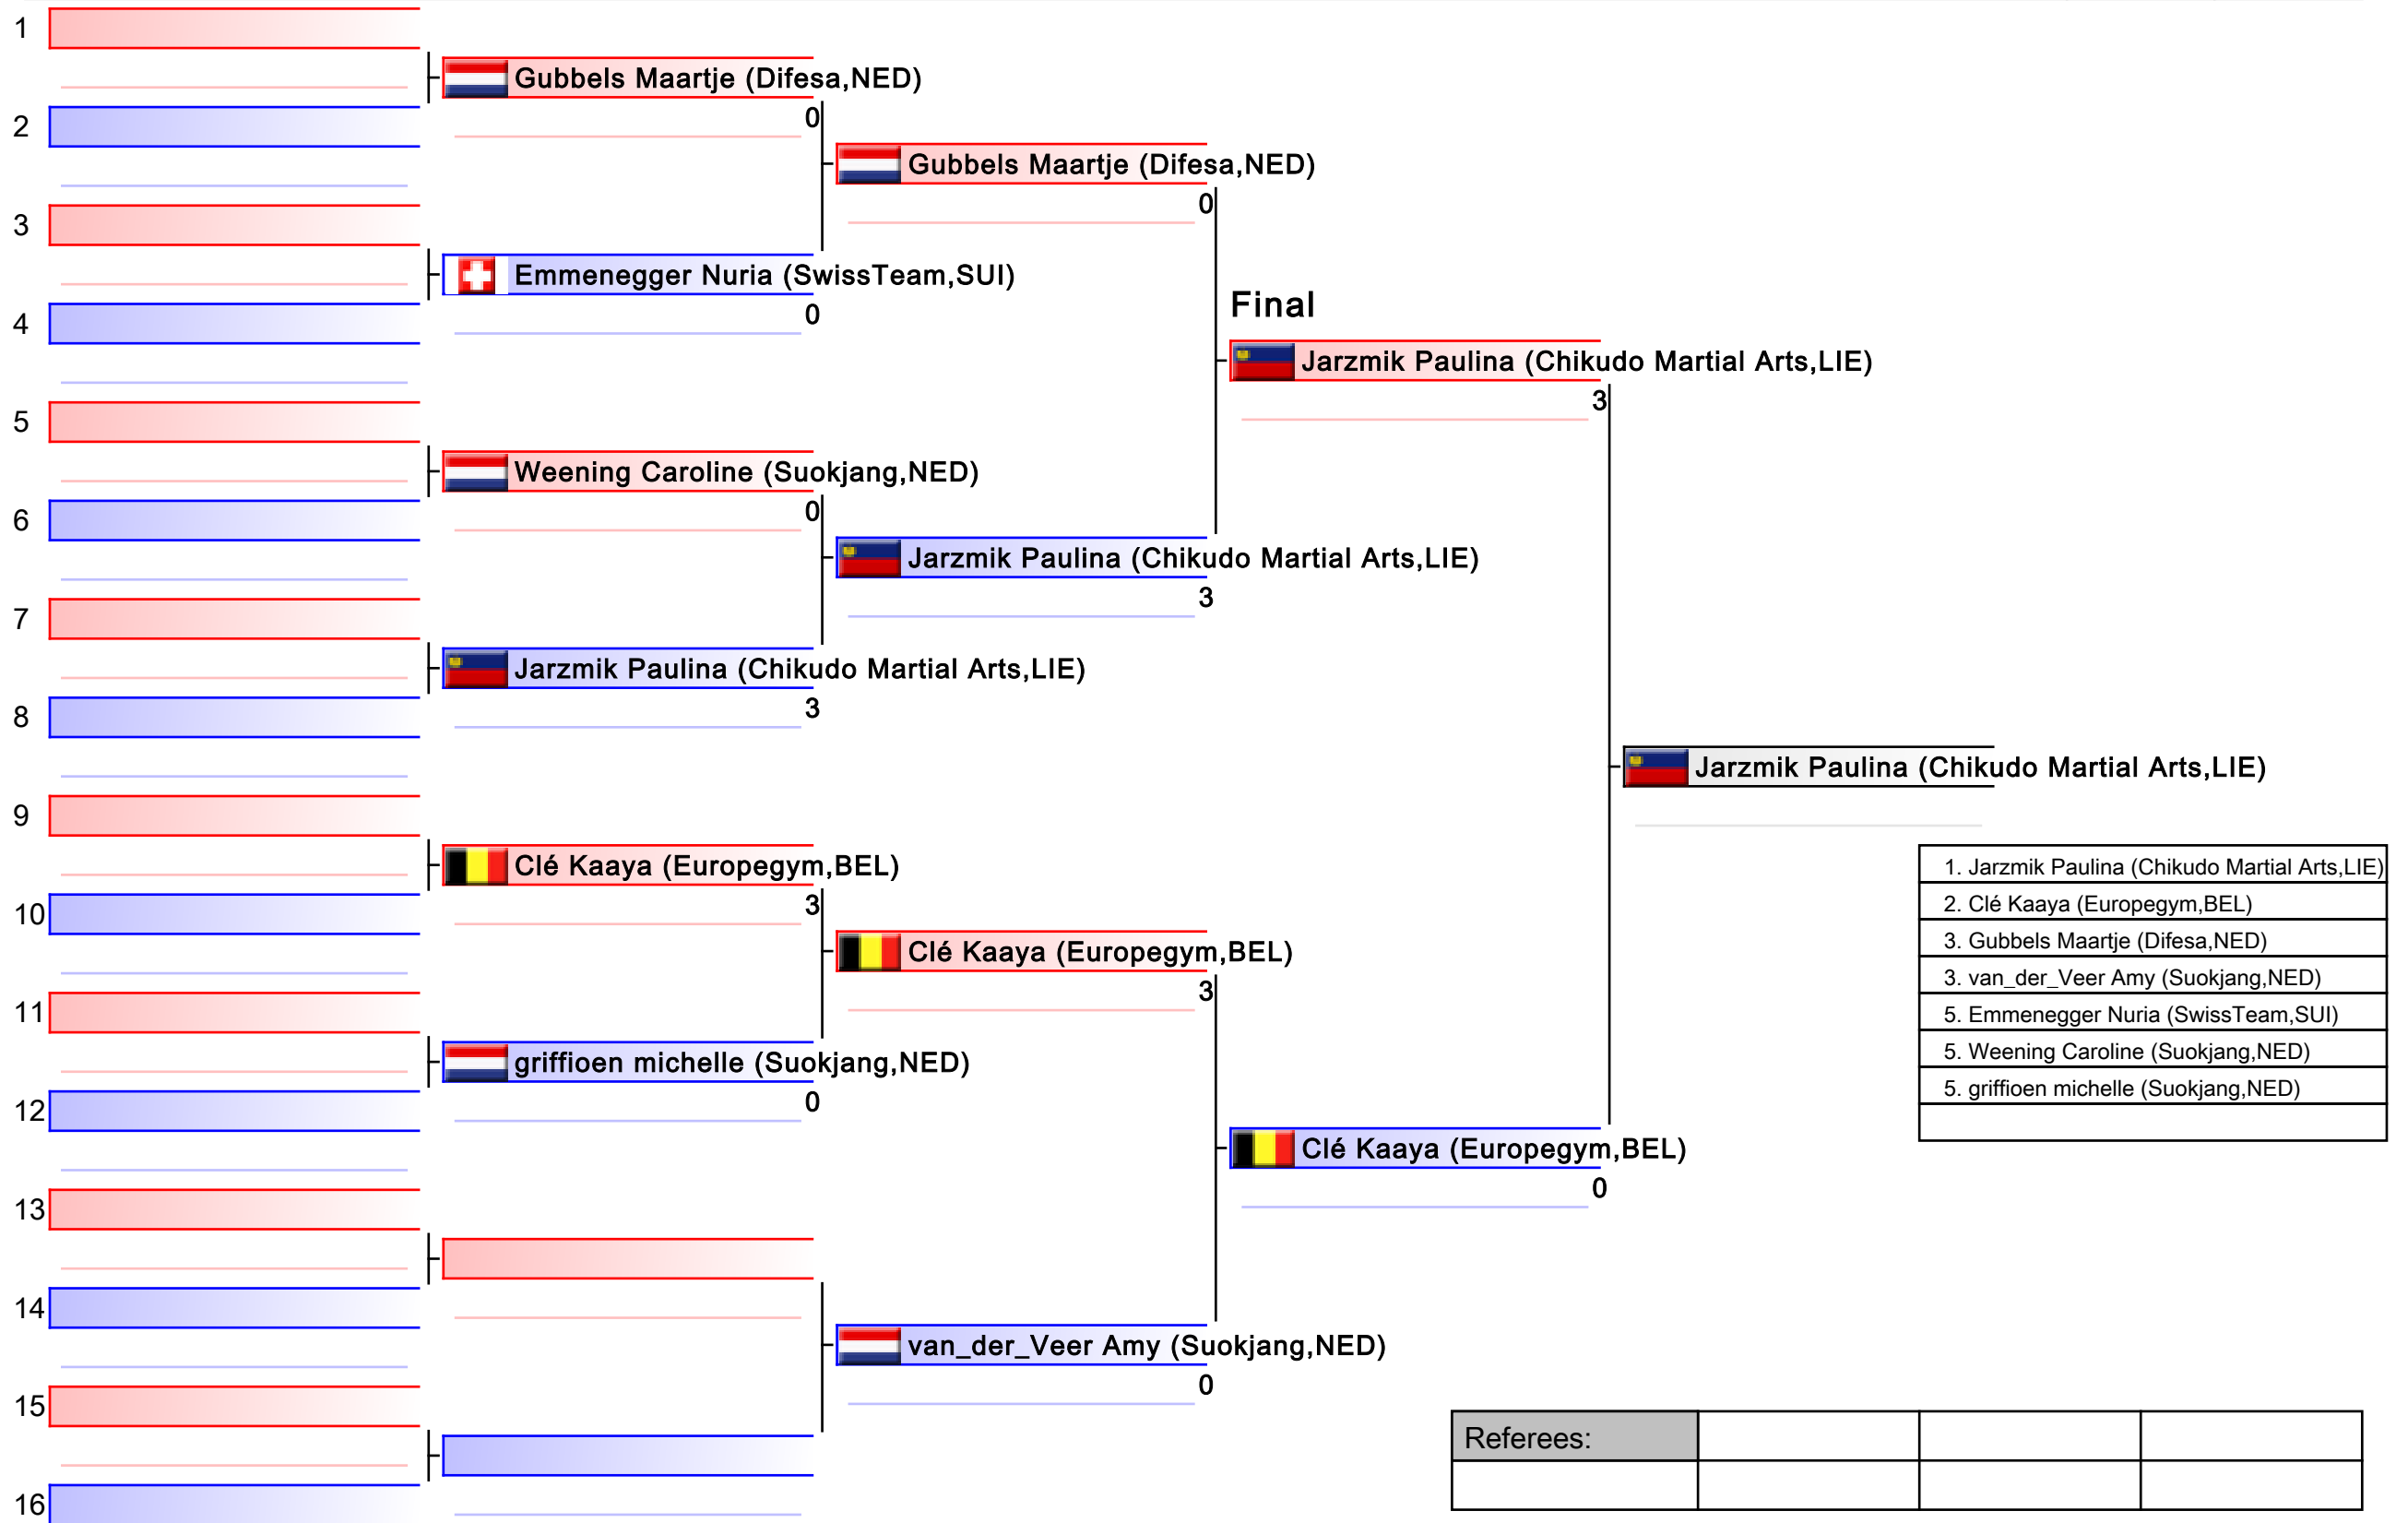 1
Gubbels Maartje (Difesa,NED)
0
2
Gubbels Maartje (Difesa,NED)
0
3
Emmenegger Nuria (SwissTeam,SUI)
0
4
Final
Jarzmik Paulina (Chikudo Martial Arts,LIE)
3
5
Weening Caroline (Suokjang,NED)
0
6
Jarzmik Paulina (Chikudo Martial Arts,LIE)
3
7
Jarzmik Paulina (Chikudo Martial Arts,LIE)
3
8
Jarzmik Paulina (Chikudo Martial Arts,LIE)
9
Clé Kaaya (Europegym,BEL)
3
10
Clé Kaaya (Europegym,BEL)
3
11
griffioen michelle (Suokjang,NED)
0
12
Clé Kaaya (Europegym,BEL)
0
13
14
van_der_Veer Amy (Suokjang,NED)
0
15
16
1. Jarzmik Paulina (Chikudo Martial Arts,LIE)
2. Clé Kaaya (Europegym,BEL)
3. Gubbels Maartje (Difesa,NED)
3. van_der_Veer Amy (Suokjang,NED)
5. Emmenegger Nuria (SwissTeam,SUI)
5. Weening Caroline (Suokjang,NED)
5. griffioen michelle (Suokjang,NED)
Referees: